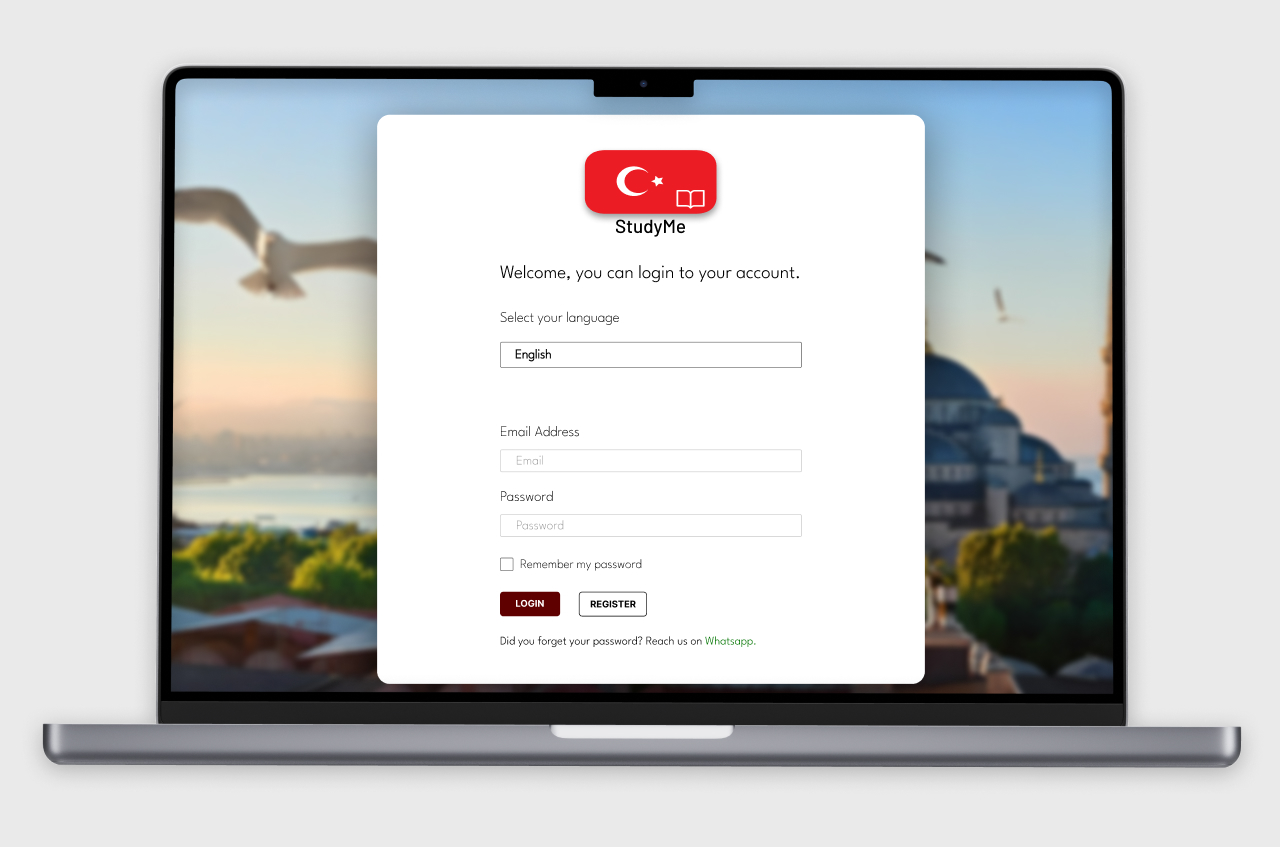 StudyMe
Welcome, you can login to your account.
Select your language
English
Email Address
Email
Password
Password
Remember my password
LOGIN
REGISTER
Did you forget your password? Reach us on Whatsapp.